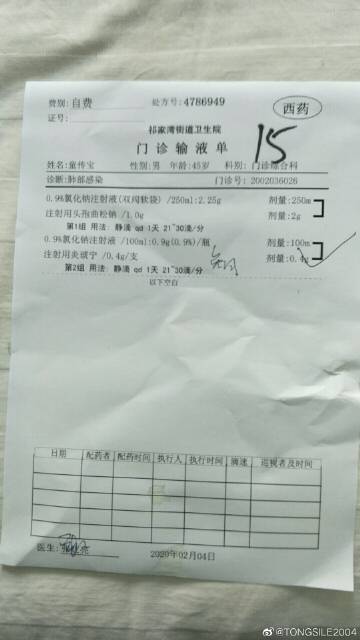 费别: 自费
处方号: 4786949
西药
证号:
祁家湾街道卫生院
门诊输液单
15
姓名: 童传宝 性别: 男 年龄: 45岁 科别: 门诊综合科
诊断: 肺部感染 门诊号: 2002036026
0.9%氯化钠注射液(双阀软袋) /250ml:2.25g 剂量:250m
注射用头孢曲松钠 /1.0g 剂量:2g
第1组 用法: 静滴 qd 1天 21~30滴/分
0.9%氯化钠注射液 /100ml:0.9g(0.9%)/瓶 剂量:100m
注射用炎琥宁 /0.4g/支 剂量:0.4g
第2组 用法: 静滴 qd 1天 21~30滴/分
以下空白
日期 配药者 配药时间 执行人 执行时间 滴速 巡视者及时间
医生:
2020年02月04日
@TONGSILE2004